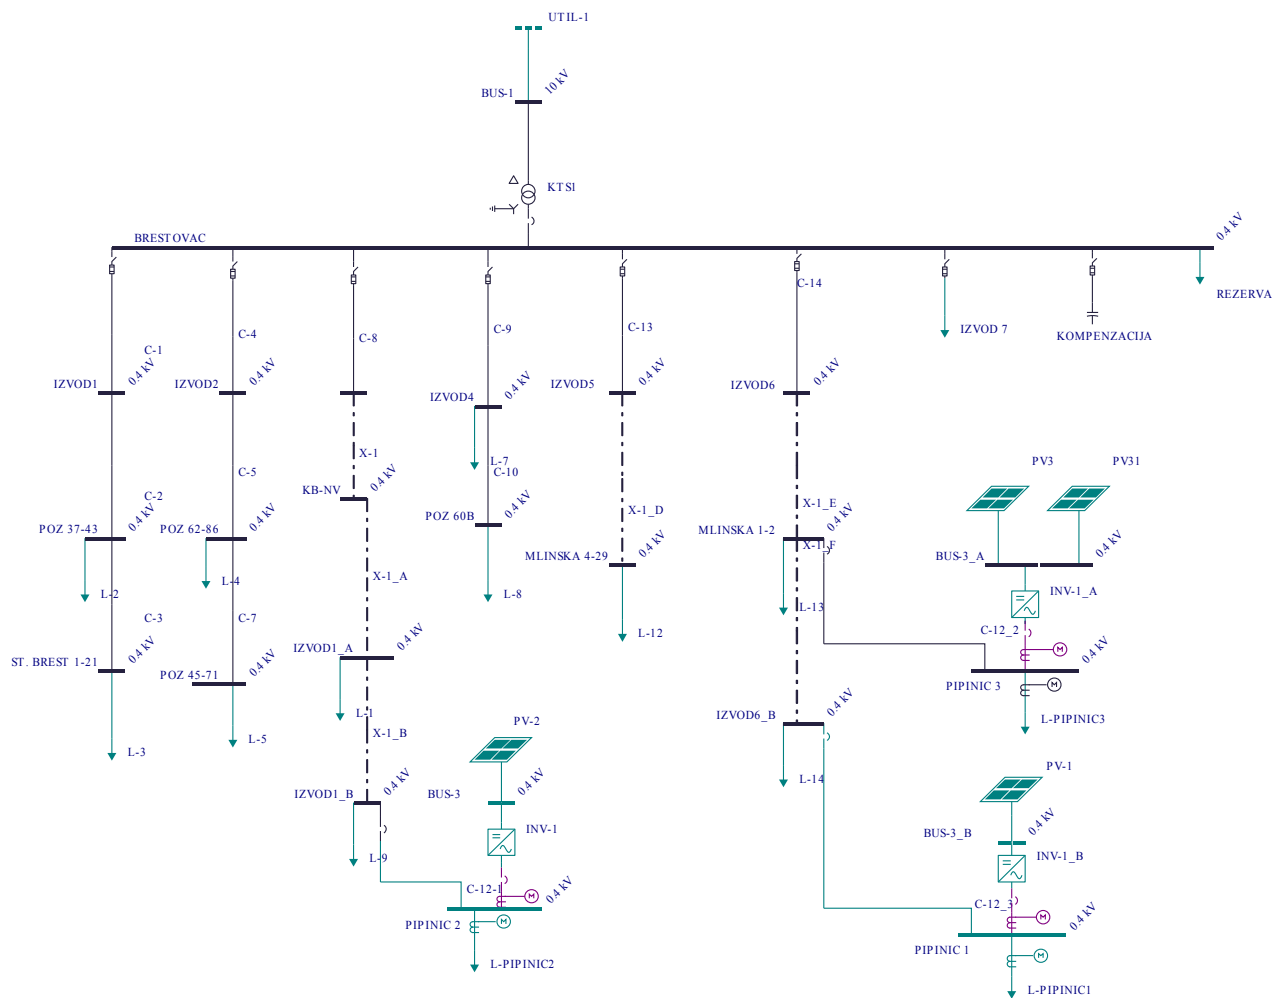 UTIL-1
10 kV
BUS-1
KTS1
BRESTOVAC
0.4 kV
C-14
REZERVA
C-4
C-9
C-13
IZVOD 7
KOMPENZACIJA
C-1
C-8
IZVOD1
0.4 kV
IZVOD2
0.4 kV
IZVOD4
0.4 kV
IZVOD5
0.4 kV
IZVOD6
0.4 kV
X-1
L-7
PV3
PV31
C-5
C-10
KB-NV
0.4 kV
C-2
X-1_E
POZ 37-43
0.4 kV
POZ 62-86
0.4 kV
POZ 60B
0.4 kV
X-1_D
MLINSKA 1-2
0.4 kV
X-1_F
MLINSKA 4-29
0.4 kV
BUS-3_A
0.4 kV
X-1_A
L-2
L-4
L-8
INV-1_A
L-13
C-3
C-7
L-12
C-12_2
M
IZVOD1_A
0.4 kV
ST. BREST 1-21
0.4 kV
POZ 45-71
0.4 kV
PIPINIC 3
0.4 kV
M
L-1
IZVOD6_B
0.4 kV
L-PIPINIC3
X-1_B
PV-2
L-3
L-5
PV-1
L-14
IZVOD1_B
0.4 kV
BUS-3
0.4 kV
INV-1
BUS-3_B
0.4 kV
L-9
INV-1_B
C-12-1
M
0.4 kV
C-12_3
M
0.4 kV
PIPINIC 2
M
PIPINIC 1
M
L-PIPINIC2
L-PIPINIC1